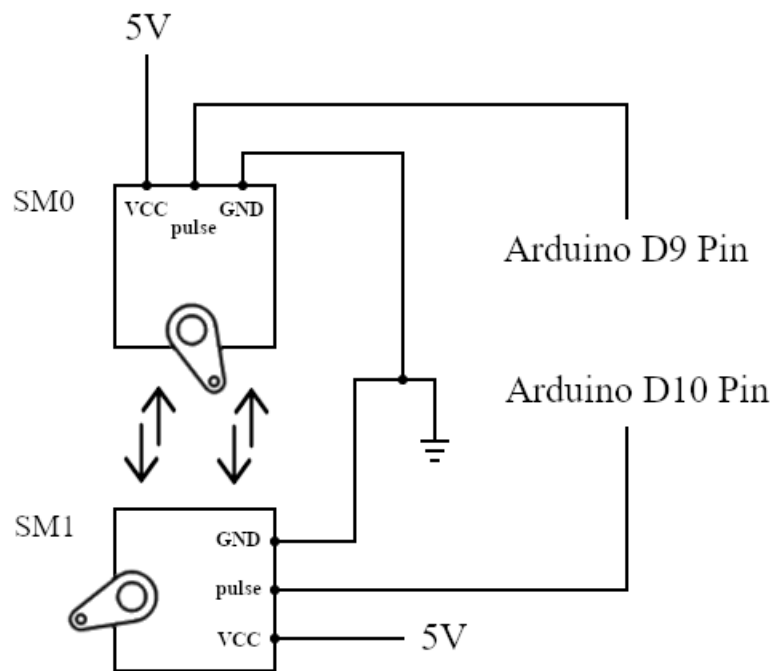 5V
SM0
VCC
pulse
GND
Arduino D9 Pin
Arduino D10 Pin
SM1
GND
pulse
VCC
5V